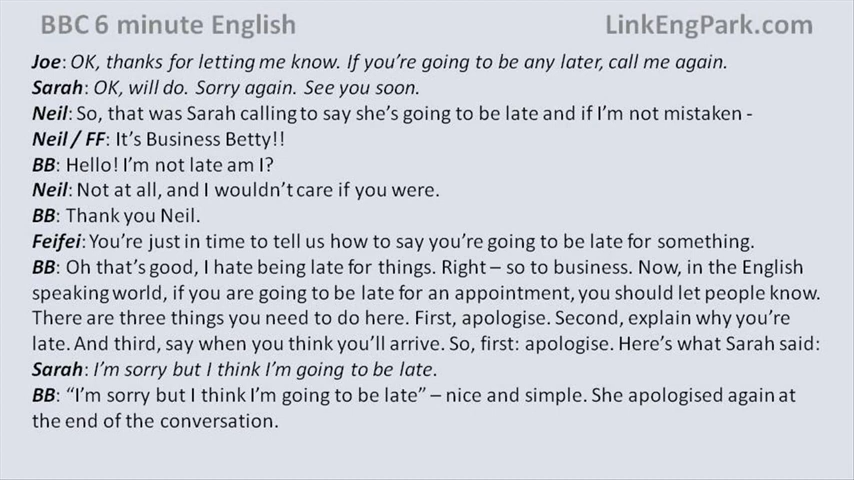 BBC 6 minute English
LinkEngPark.com
Joe: OK, thanks for letting me know. If you're going to be any later, call me again.
Sarah: OK, will do. Sorry again. See you soon.
Neil: So, that was Sarah calling to say she's going to be late and if I'm not mistaken -
Neil / FF: It's Business Betty!!
BB: Hello! I'm not late am I?
Neil: Not at all, and I wouldn't care if you were.
BB: Thank you Neil.
Feifei: You're just in time to tell us how to say you're going to be late for something.
BB: Oh that's good, I hate being late for things. Right – so to business. Now, in the English
speaking world, if you are going to be late for an appointment, you should let people know.
There are three things you need to do here. First, apologise. Second, explain why you're
late. And third, say when you think you'll arrive. So, first: apologise. Here's what Sarah said:
Sarah: I'm sorry but I think I'm going to be late.
BB: “I'm sorry but I think I'm going to be late” – nice and simple. She apologised again at
the end of the conversation.